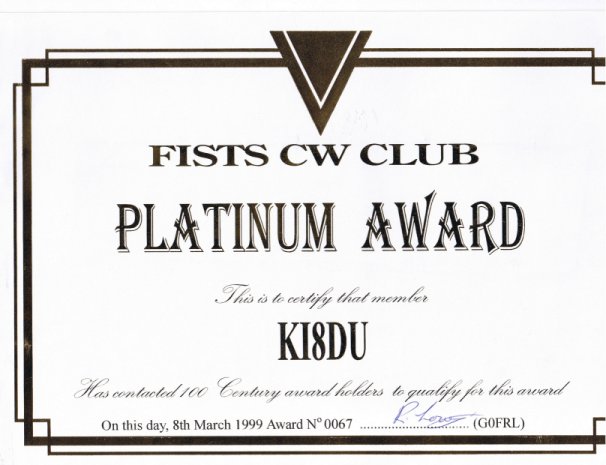 FISTS CW CLUB
PLATINUM AWARD
This is to certify that member
KI8DU
Has contacted 100 Century award holders to qualify for this award
On this day, 8th March 1999 Award Nº 0067 .............................. (G0FRL)